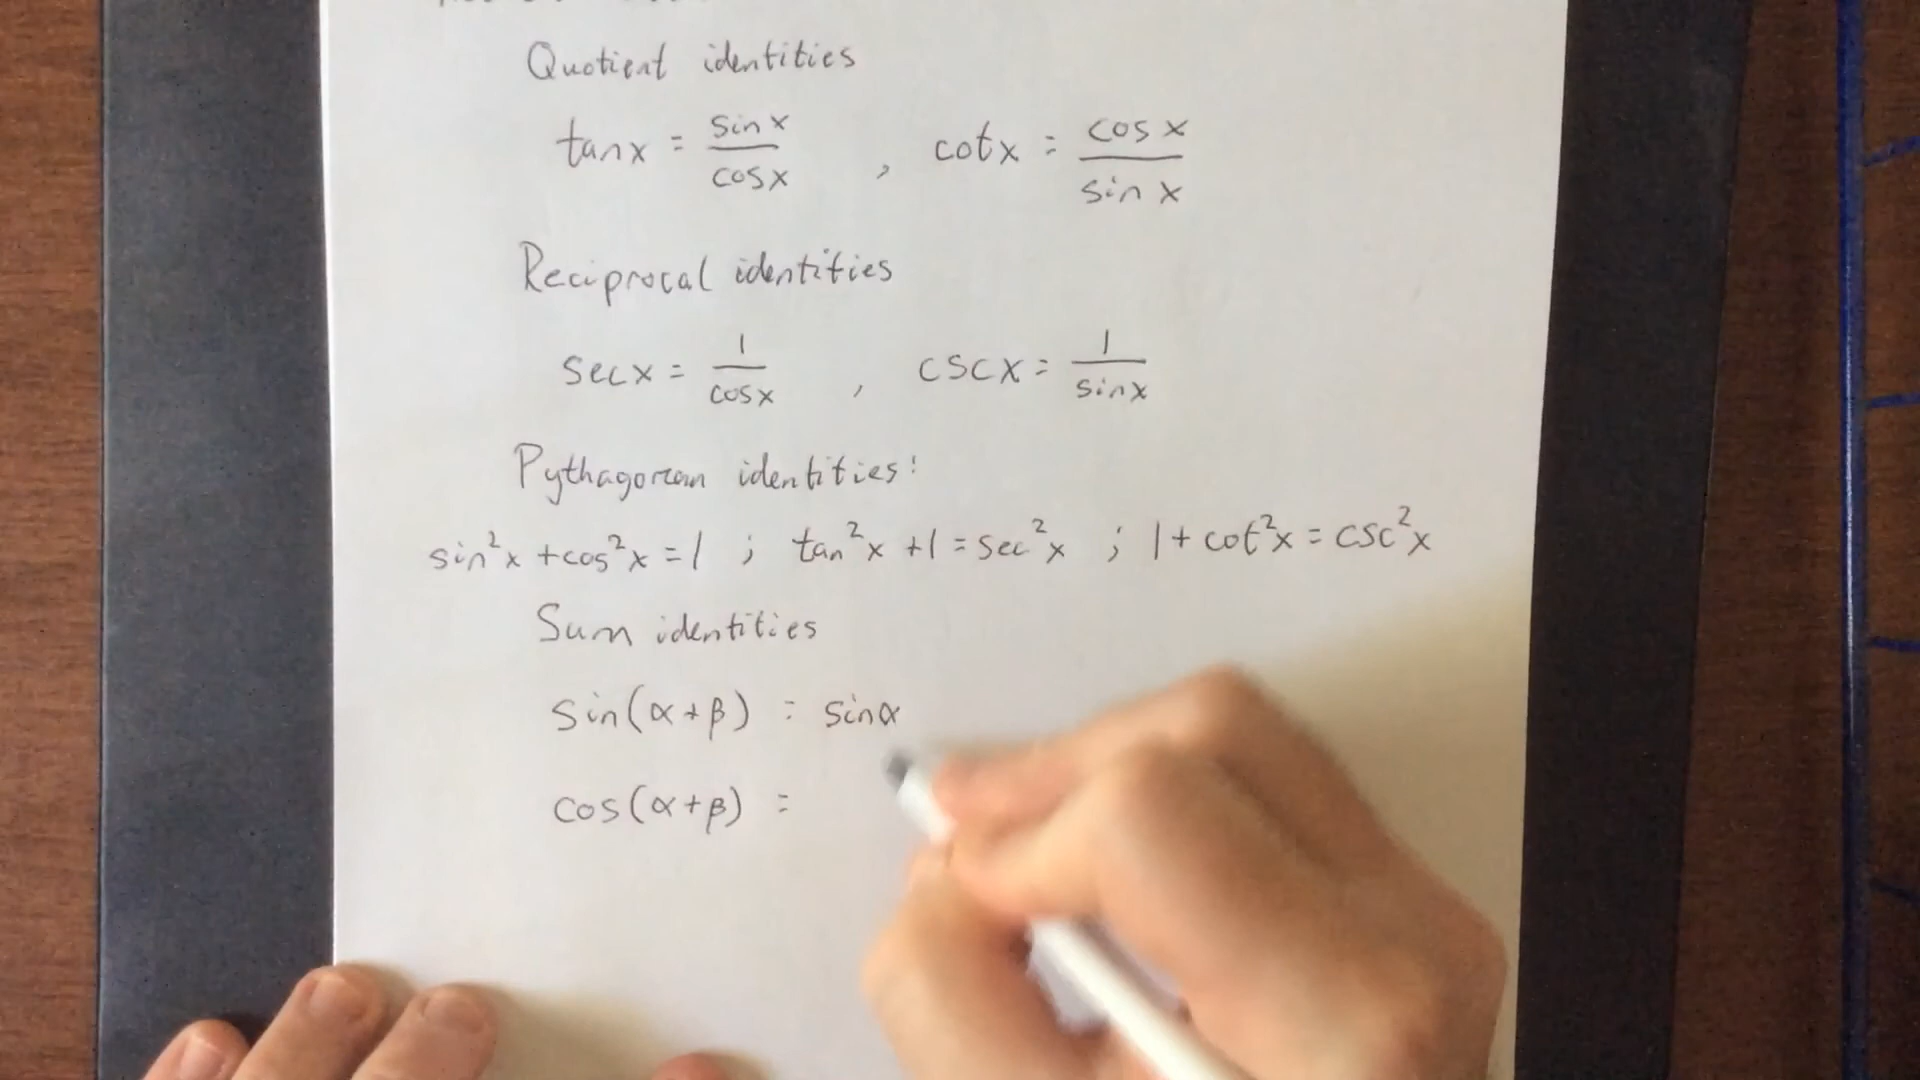 Quotient identities
tanx = sinx/cosx , cotx = cosx/sinx
Reciprocal identities
secx = 1/cosx , cscx = 1/sinx
Pythagorean identities:
sin²x + cos²x = 1 ; tan²x + 1 = sec²x ; 1 + cot²x = csc²x
Sum identities
sin(α+β) = sinα
cos(α+β) =